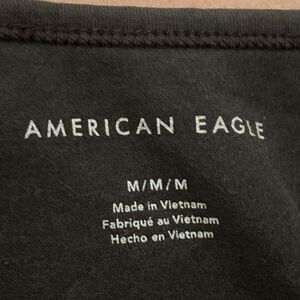 AMERICAN EAGLE
M/M/M
Made in Vietnam
Fabriqué au Vietnam
Hecho en Vietnam